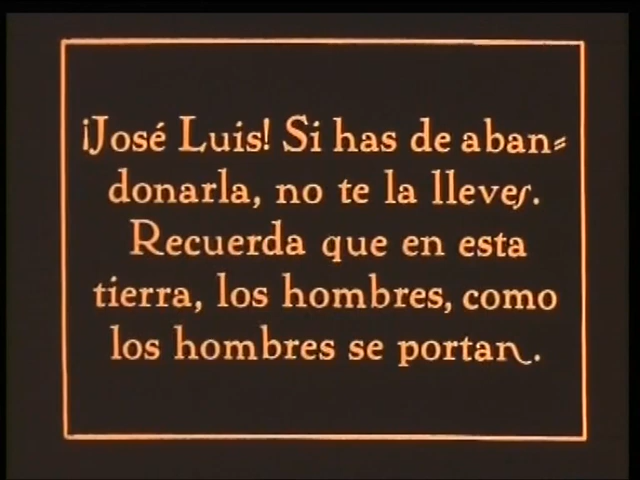 ¡José Luis! Si has de aban=
donarla, no te la lleves.
Recuerda que en esta
tierra, los hombres, como
los hombres se portan.